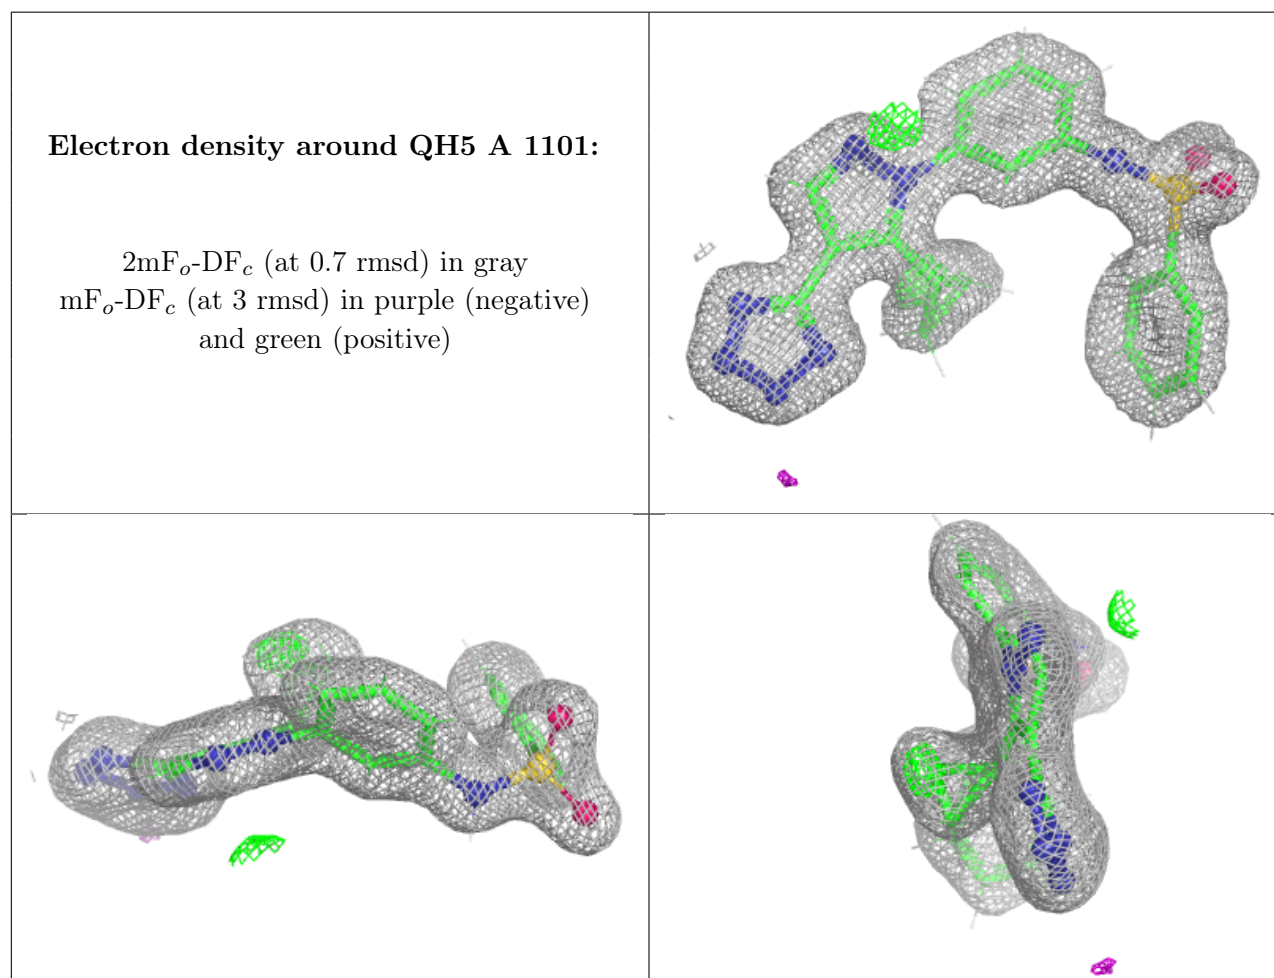 Electron density around QH5 A 1101:
2mFₒ-DF𝒸 (at 0.7 rmsd) in gray
mFₒ-DF𝒸 (at 3 rmsd) in purple (negative)
and green (positive)